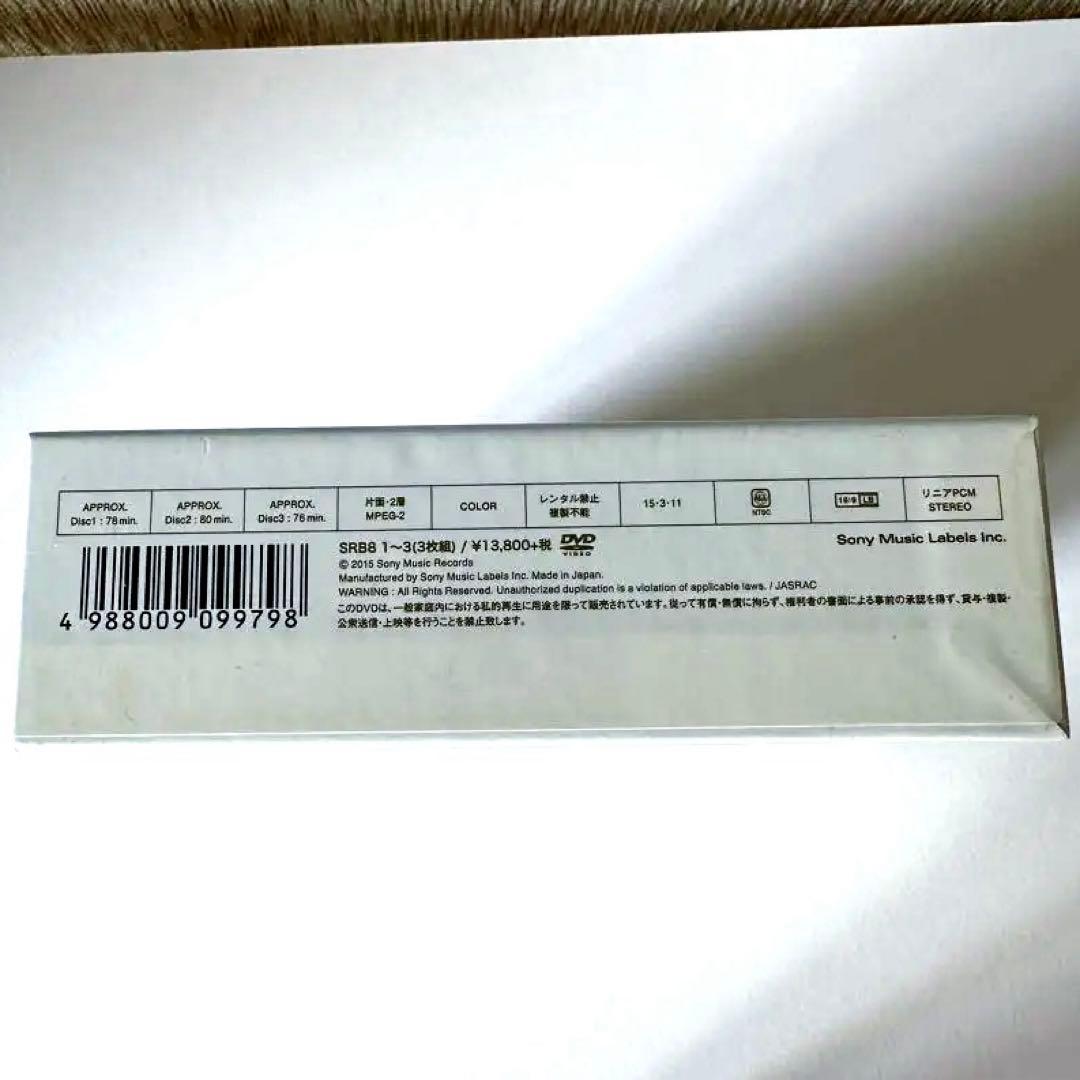 APPROX.
Disc1 : 78 min.
APPROX.
Disc2 : 80 min.
APPROX.
Disc3 : 76 min.
片面・2層
MPEG-2
COLOR
レンタル禁止
複製不能
15・3・11
ALL
NTSC
16:9 LB
リニアPCM
STEREO
Sony Music Labels Inc.
SRB8 1〜3(3枚組) / ¥13,800+税 DVD VIDEO
© 2015 Sony Music Records
Manufactured by Sony Music Labels Inc. Made in Japan.
WARNING : All Rights Reserved. Unauthorized duplication is a violation of applicable laws. / JASRAC
このDVDは、一般家庭内における私的再生に用途を限って販売されています。従って有償・無償に拘らず、権利者の書面による事前の承認を得ず、貸与・複製・
公衆送信・上映等を行うことを禁止致します。
4 988009 099798